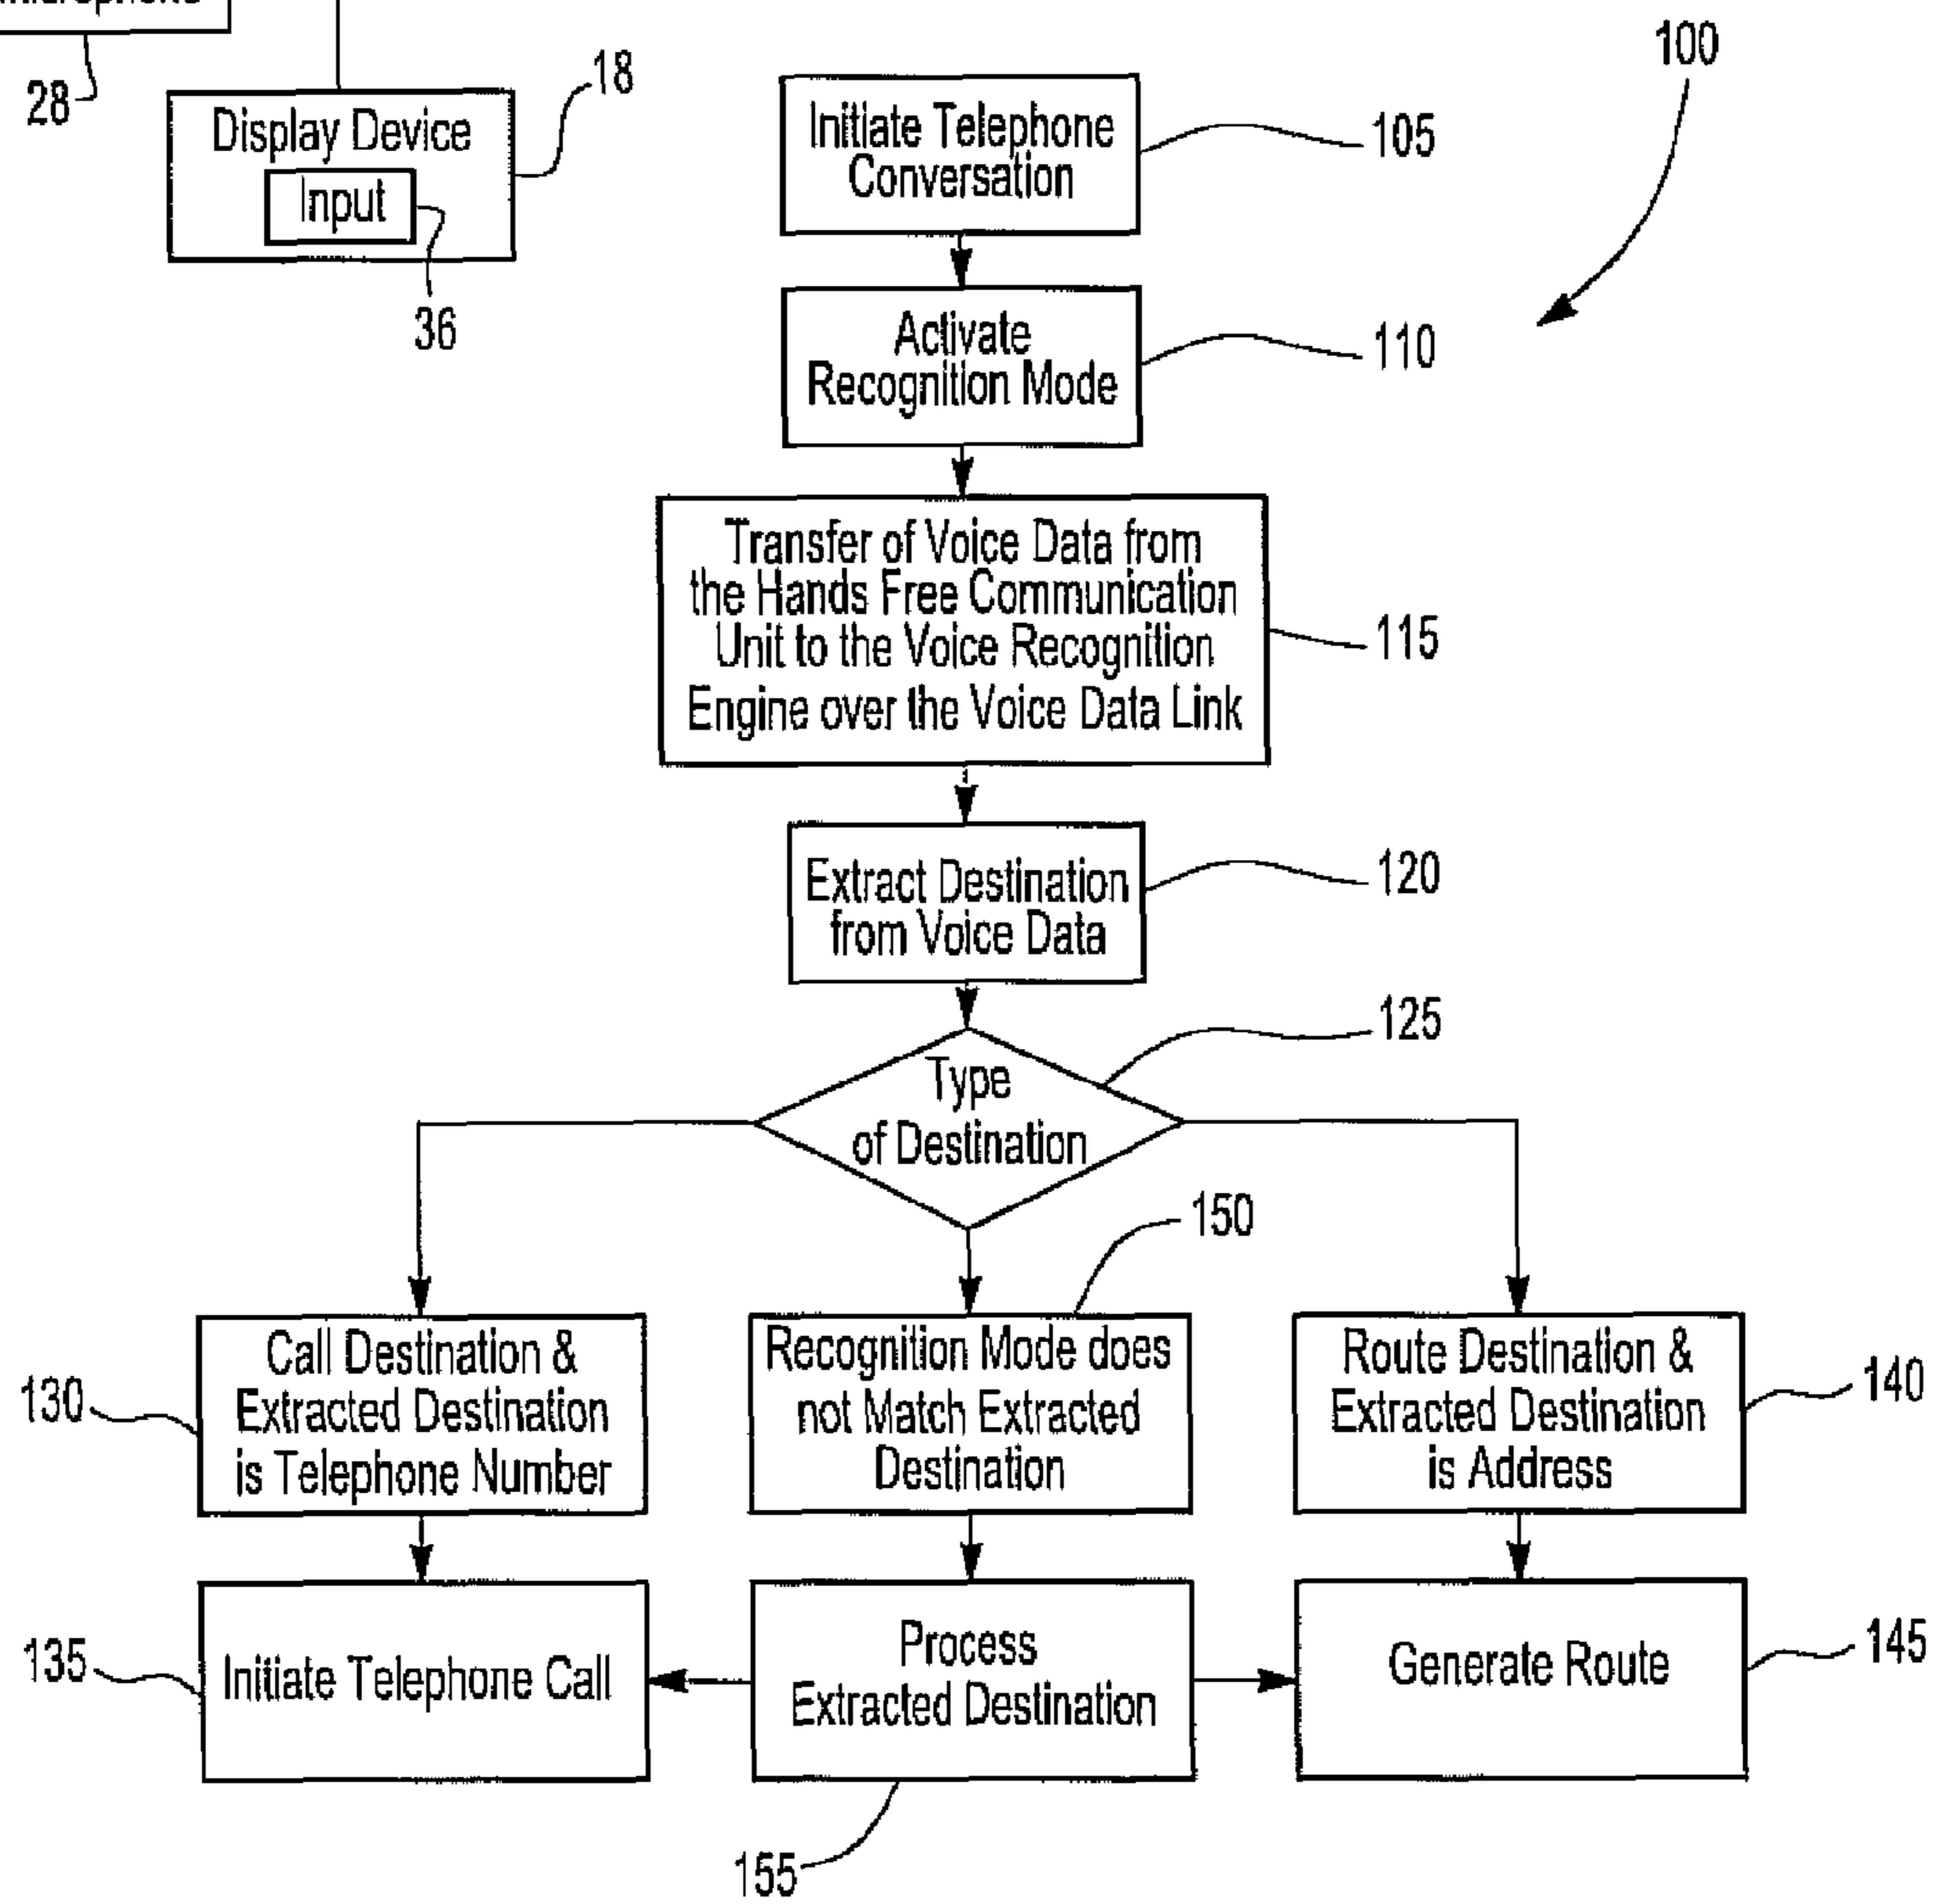 28
Display Device
18
Input
36
100
Initiate Telephone
Conversation
105
Activate
Recognition Mode
110
Transfer of Voice Data from
the Hands Free Communication
Unit to the Voice Recognition
Engine over the Voice Data Link
115
Extract Destination
from Voice Data
120
Type
of Destination
125
150
Call Destination &
Extracted Destination
is Telephone Number
130
Recognition Mode does
not Match Extracted
Destination
Route Destination &
Extracted Destination
is Address
140
Initiate Telephone Call
135
Process
Extracted Destination
155
Generate Route
145